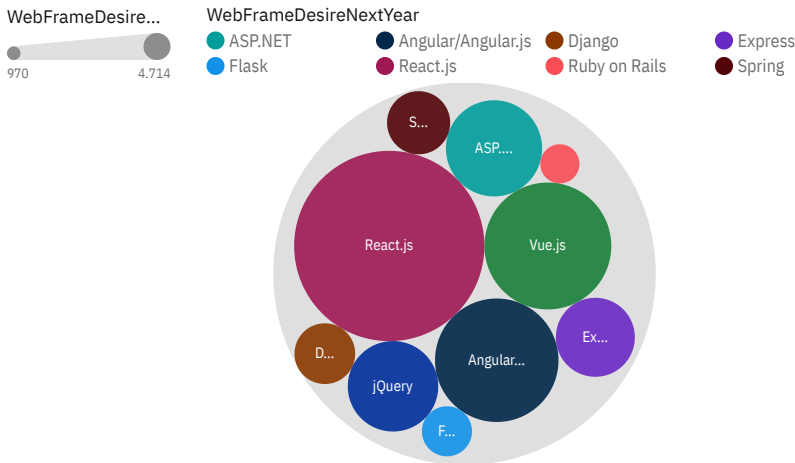 WebFrameDesire...
970
4.714
WebFrameDesireNextYear
ASP.NET
Angular/Angular.js
Django
Express
Flask
React.js
Ruby on Rails
Spring
S...
ASP....
React.js
Vue.js
Ex...
D...
Angular...
jQuery
F...